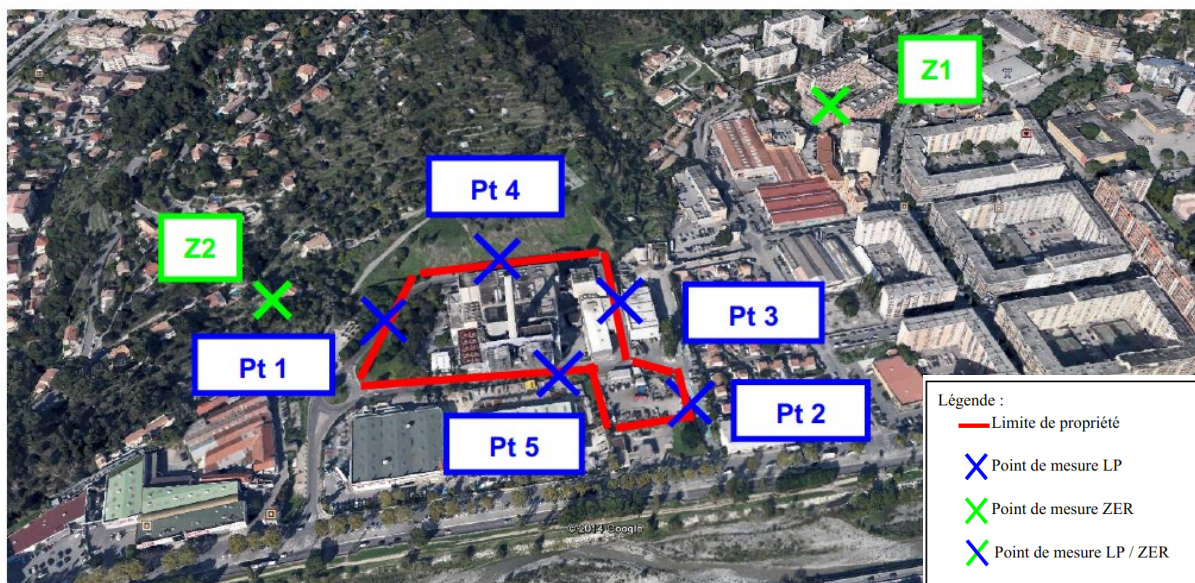 Z1
Pt 4
Z2
Pt 3
Pt 1
Pt 2
Pt 5
Légende :
Limite de propriété
Point de mesure LP
Point de mesure ZER
Point de mesure LP / ZER
© 2014 Google